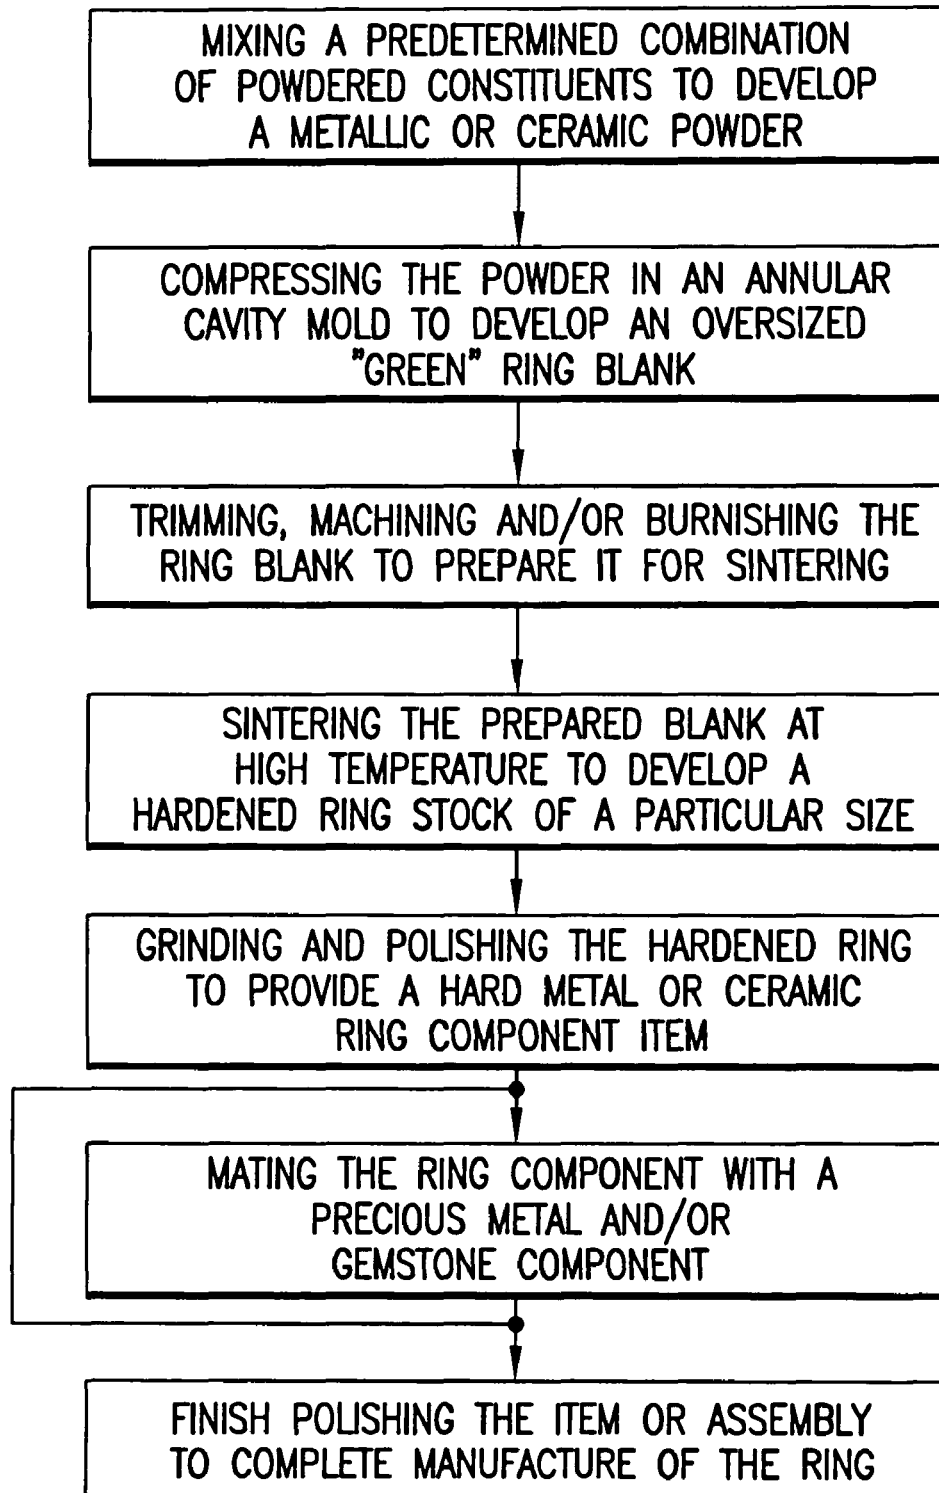 MIXING A PREDETERMINED COMBINATION
OF POWDERED CONSTITUENTS TO DEVELOP
A METALLIC OR CERAMIC POWDER
COMPRESSING THE POWDER IN AN ANNULAR
CAVITY MOLD TO DEVELOP AN OVERSIZED
"GREEN" RING BLANK
TRIMMING, MACHINING AND/OR BURNISHING THE
RING BLANK TO PREPARE IT FOR SINTERING
SINTERING THE PREPARED BLANK AT
HIGH TEMPERATURE TO DEVELOP A
HARDENED RING STOCK OF A PARTICULAR SIZE
GRINDING AND POLISHING THE HARDENED RING
TO PROVIDE A HARD METAL OR CERAMIC
RING COMPONENT ITEM
MATING THE RING COMPONENT WITH A
PRECIOUS METAL AND/OR
GEMSTONE COMPONENT
FINISH POLISHING THE ITEM OR ASSEMBLY
TO COMPLETE MANUFACTURE OF THE RING